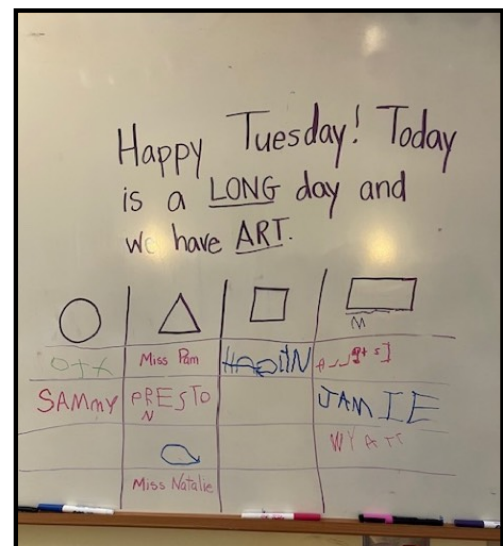 Happy Tuesday! Today
is a LONG day and
we have ART.
M
Miss Pam
SAMMY PRESTO JAMIE
N
WYATT
Miss Natalie